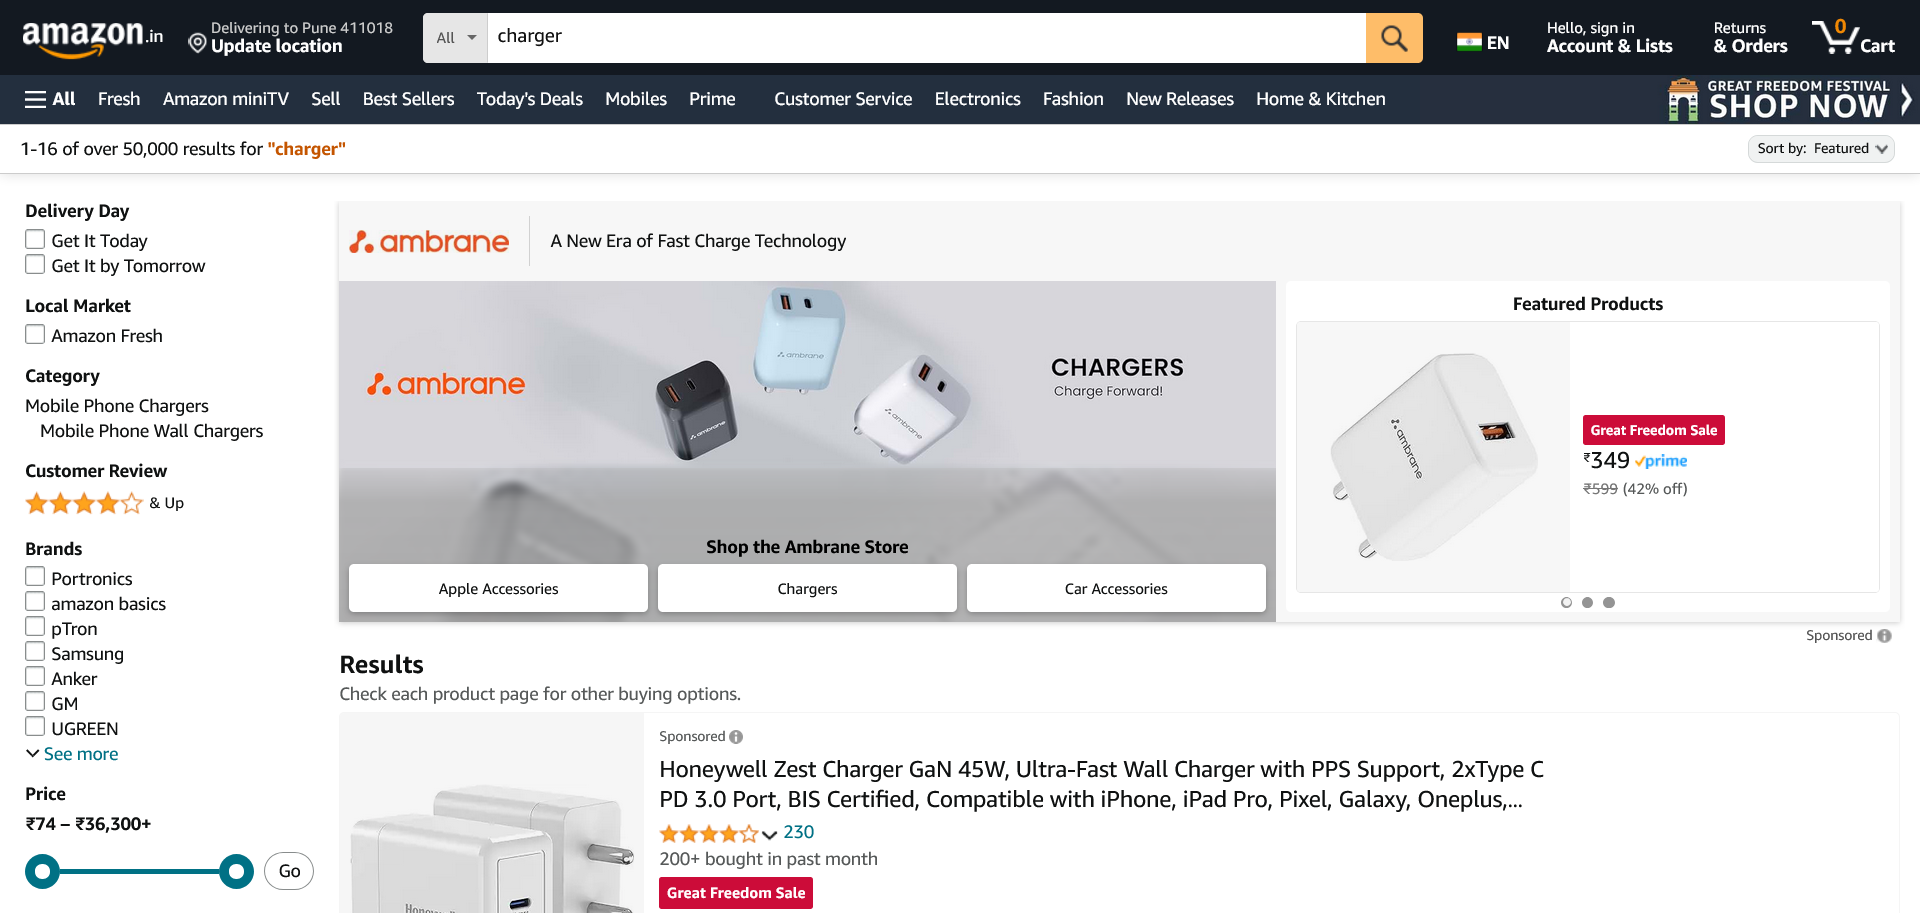 amazon.in
Delivering to Pune 411018
Update location
All
charger
EN
Hello, sign in
Account & Lists
Returns
& Orders
0
Cart
All
Fresh
Amazon miniTV
Sell
Best Sellers
Today's Deals
Mobiles
Prime
Customer Service
Electronics
Fashion
New Releases
Home & Kitchen
GREAT FREEDOM FESTIVAL
SHOP NOW
1-16 of over 50,000 results for "charger"
Sort by: Featured
Delivery Day
Get It Today
Get It by Tomorrow
Local Market
Amazon Fresh
Category
Mobile Phone Chargers
Mobile Phone Wall Chargers
Customer Review
& Up
Brands
Portronics
amazon basics
pTron
Samsung
Anker
GM
UGREEN
See more
Price
₹74 – ₹36,300+
Go
ambrane
A New Era of Fast Charge Technology
ambrane
ambrane
ambrane
ambrane
CHARGERS
Charge Forward!
Shop the Ambrane Store
Apple Accessories
Chargers
Car Accessories
Featured Products
ambrane
Great Freedom Sale
₹349 prime
₹599 (42% off)
Sponsored
Results
Check each product page for other buying options.
Sponsored
Honeywell Zest Charger GaN 45W, Ultra-Fast Wall Charger with PPS Support, 2xType C
PD 3.0 Port, BIS Certified, Compatible with iPhone, iPad Pro, Pixel, Galaxy, Oneplus,...
230
200+ bought in past month
Great Freedom Sale